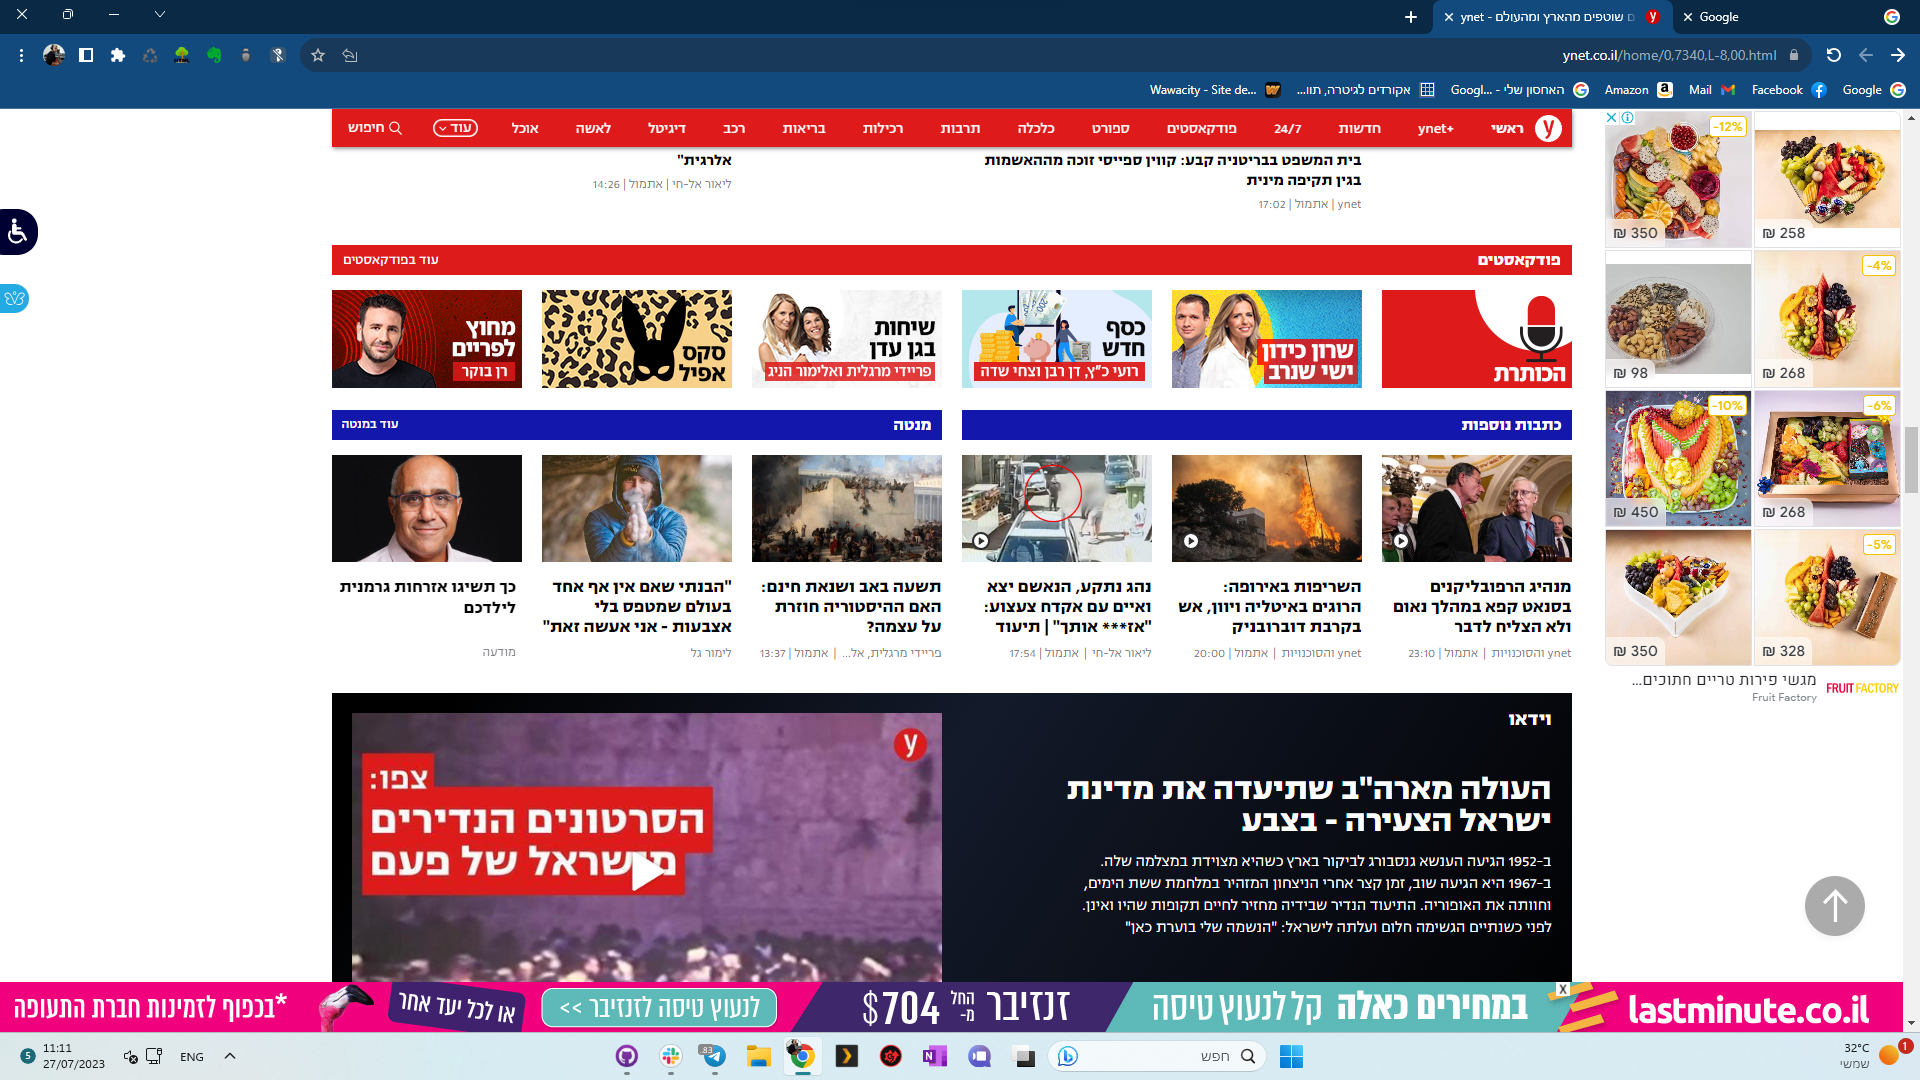 ynet - ם שוטפים מהארץ ומהעולם
Google
ynet.co.il/home/0,7340,L-8,00.html
Google
Facebook
Mail
Amazon
האחסון שלי - Googl...
אקורדים לגיטרה, תוו...
Wawacity - Site de...
ראשי
ynet+
חדשות
24/7
פודקאסטים
ספורט
כלכלה
תרבות
רכילות
בריאות
רכב
דיגיטל
לאשה
אוכל
עוד
חיפוש
בית המשפט בבריטניה קבע: קווין ספייסי זוכה מההאשמות
בגין תקיפה מינית
ynet | אתמול | 17:02
אלרגית"
ליאור אל-חי | אתמול | 14:26
פודקאסטים
עוד בפודקאסטים
הכותרת
שרון כידון
ישי שנרב
כסף
חדש
רועי כ"ץ, דן רבן וצחי שדה
שיחות
בגן עדן
פריידי מרגלית ואלימור הניג
סקס
אפיל
מחוץ
לפריים
רן בוקר
כתבות נוספות
מנטה
עוד במנטה
מנהיג הרפובליקנים
בסנאט קפא במהלך נאום
ולא הצליח לדבר
ynet והסוכנויות | אתמול | 23:10
השריפות באירופה:
הרוגים באיטליה ויוון, אש
בקרבת דוברובניק
ynet והסוכנויות | אתמול | 20:00
נהג נתקע, הנאשם יצא
ואיים עם אקדח צעצוע:
"אז*** אותך" | תיעוד
ליאור אל-חי | אתמול | 17:54
תשעה באב ושנאת חינם:
האם ההיסטוריה חוזרת
על עצמה?
פריידי מרגלית, אל... | אתמול | 13:37
"הבנתי שאם אין אף אחד
בעולם שמטפס בלי
אצבעות - אני אעשה זאת"
לימור גל
כך תשיגו אזרחות גרמנית
לילדכם
מודעה
וידאו
העולה מארה"ב שתיעדה את מדינת
ישראל הצעירה - בצבע
ב-1952 הגיעה הענשא גנסבורג לביקור בארץ כשהיא מצוידת במצלמה שלה.
ב-1967 היא הגיעה שוב, זמן קצר אחרי הניצחון המזהיר במלחמת ששת הימים,
וחוותה את האופוריה. התיעוד הנדיר שבידיה מחזיר לחיים תקופות שהיו ואינן.
לפני כשנתיים הגשימה חלום ועלתה לישראל: "הנשמה שלי בוערת כאן"
y
צפו:
הסרטונים הנדירים
מישראל של פעם
-12%
₪ 350
₪ 258
₪ 98
-4%
₪ 268
-10%
₪ 450
-6%
₪ 268
₪ 350
-5%
₪ 328
מגשי פירות טריים חתוכים...
Fruit Factory
FRUIT FACTORY
X
lastminute.co.il
במחירים כאלה קל לנעוץ טיסה
זנזיבר
החל
מ-
$704
לנעוץ טיסה לזנזיבר >>
או לכל יעד אחר
*בכפוף לזמינות חברת התעופה
5
11:11
27/07/2023
ENG
83
חפש
32°C
שמשי
1